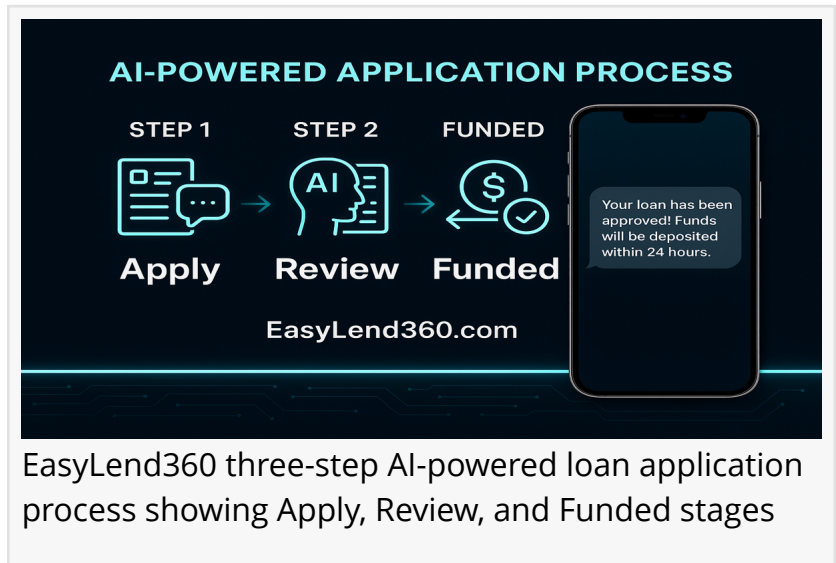 AI-POWERED APPLICATION PROCESS
STEP 1
STEP 2
FUNDED
AI
$
Apply
Review
Funded
EasyLend360.com
Your loan has been
approved! Funds
will be deposited
within 24 hours.
EasyLend360 three-step AI-powered loan application
process showing Apply, Review, and Funded stages